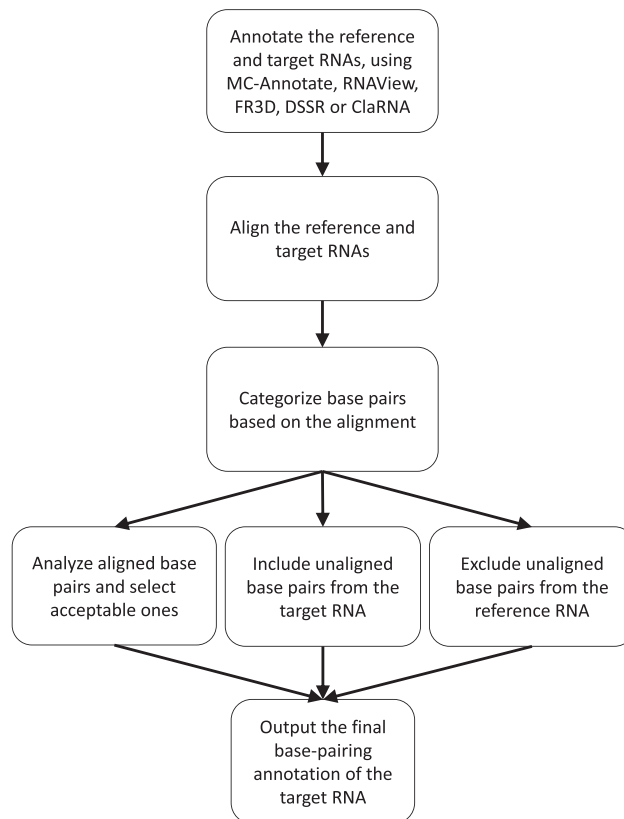 Annotate the reference
and target RNAs, using
MC-Annotate, RNAView,
FR3D, DSSR or ClaRNA
Align the reference and
target RNAs
Categorize base pairs
based on the alignment
Analyze aligned base
pairs and select
acceptable ones
Include unaligned
base pairs from the
target RNA
Exclude unaligned
base pairs from the
reference RNA
Output the final
base-pairing
annotation of the
target RNA